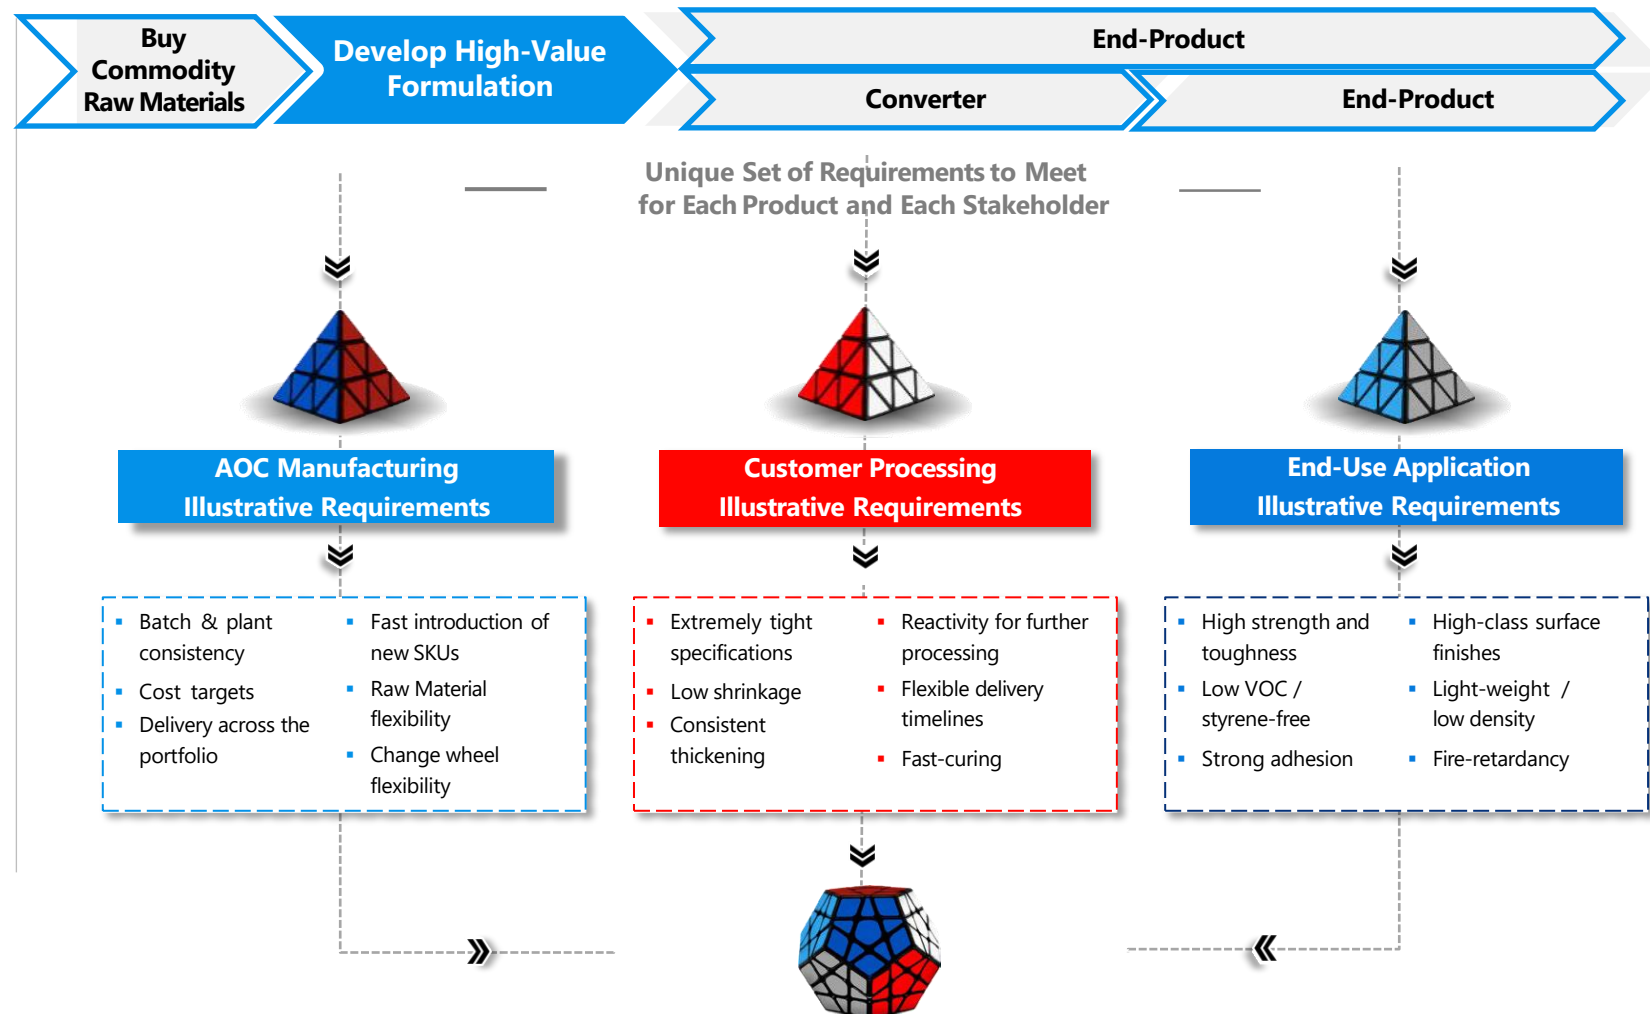 Buy
Commodity
Raw Materials
Develop High-Value
Formulation
End-Product
Converter
End-Product
Unique Set of Requirements to Meet
for Each Product and Each Stakeholder
AOC Manufacturing
Illustrative Requirements
Customer Processing
Illustrative Requirements
End-Use Application
Illustrative Requirements
Batch & plant
consistency
Cost targets
Delivery across the
portfolio
Fast introduction of
new SKUs
Raw Material
flexibility
Change wheel
flexibility
Extremely tight
specifications
Low shrinkage
Consistent
thickening
Reactivity for further
processing
Flexible delivery
timelines
Fast-curing
High strength and
toughness
Low VOC /
styrene-free
Strong adhesion
High-class surface
finishes
Light-weight /
low density
Fire-retardancy